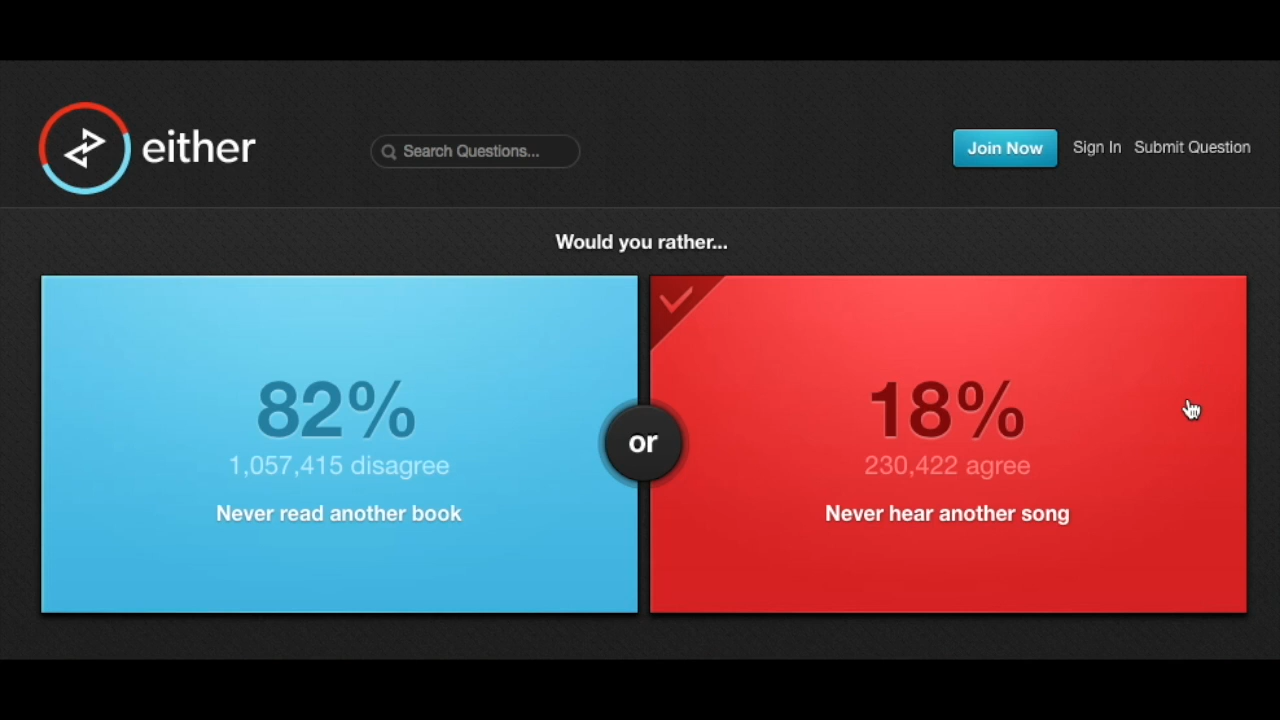 either
Search Questions...
Join Now
Sign In
Submit Question
Would you rather...
82%
1,057,415 disagree
Never read another book
or
18%
230,422 agree
Never hear another song